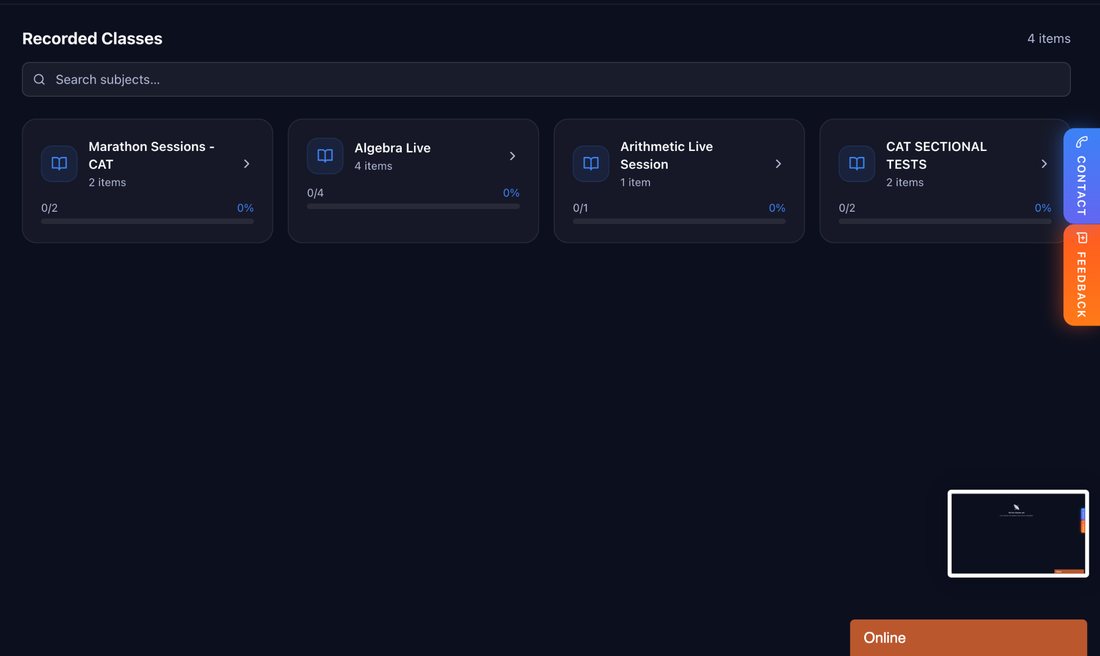 Recorded Classes
4 items
Search subjects...
Marathon Sessions -
CAT
2 items
0/2
0%
Algebra Live
4 items
0/4
0%
Arithmetic Live
Session
1 item
0/1
0%
CAT SECTIONAL
TESTS
2 items
0/2
0%
CONTACT
FEEDBACK
Online